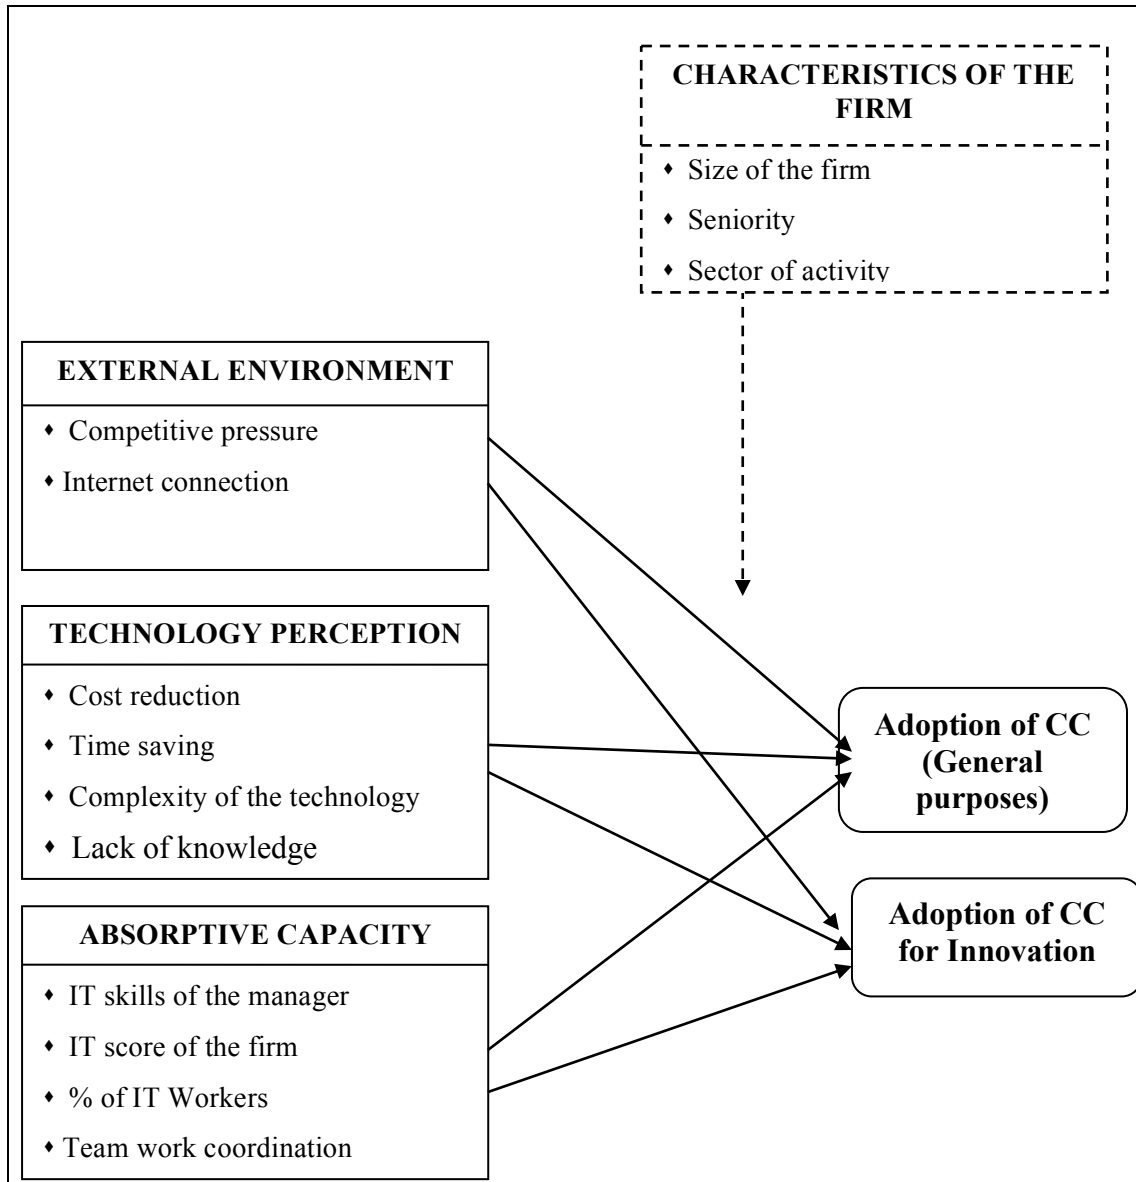 CHARACTERISTICS OF THE
FIRM
♦ Size of the firm
♦ Seniority
♦ Sector of activity
EXTERNAL ENVIRONMENT
♦ Competitive pressure
♦ Internet connection
TECHNOLOGY PERCEPTION
♦ Cost reduction
♦ Time saving
♦ Complexity of the technology
♦ Lack of knowledge
ABSORPTIVE CAPACITY
♦ IT skills of the manager
♦ IT score of the firm
♦ % of IT Workers
♦ Team work coordination
Adoption of CC
(General
purposes)
Adoption of CC
for Innovation